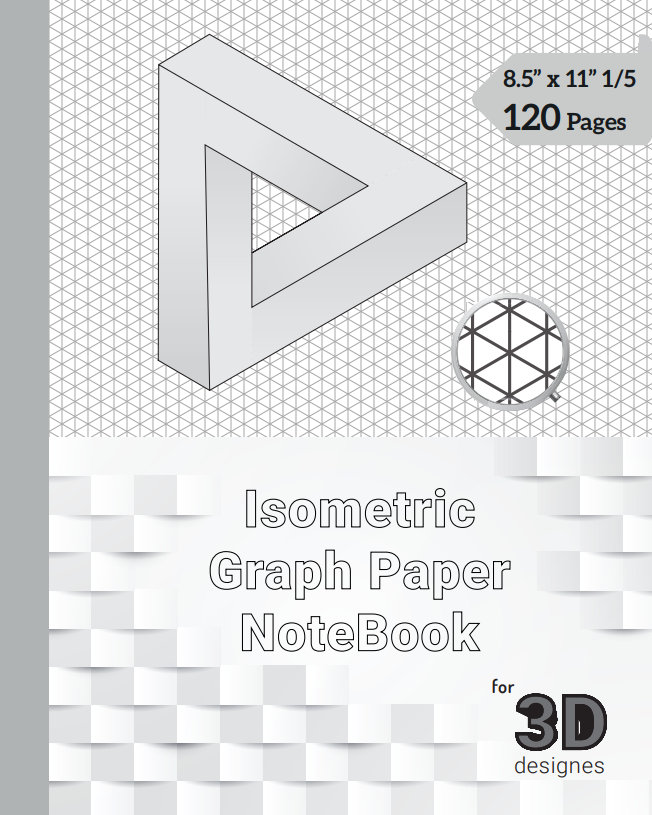 8.5” x 11” 1/5
120 Pages
Isometric
Graph Paper
NoteBook
for
3D
designes